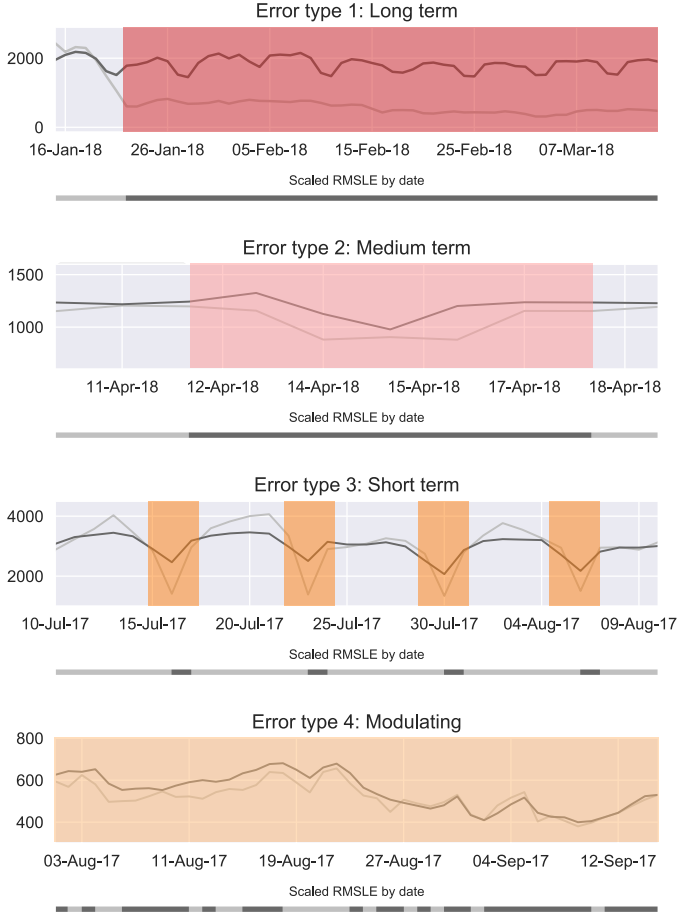 Error type 1: Long term
2000
0
16-Jan-18 26-Jan-18 05-Feb-18 15-Feb-18 25-Feb-18 07-Mar-18
Scaled RMSLE by date
Error type 2: Medium term
1500
1000
11-Apr-18 12-Apr-18 14-Apr-18 15-Apr-18 17-Apr-18 18-Apr-18
Scaled RMSLE by date
Error type 3: Short term
4000
2000
10-Jul-17 15-Jul-17 20-Jul-17 25-Jul-17 30-Jul-17 04-Aug-17 09-Aug-17
Scaled RMSLE by date
Error type 4: Modulating
800
600
400
03-Aug-17 11-Aug-17 19-Aug-17 27-Aug-17 04-Sep-17 12-Sep-17
Scaled RMSLE by date